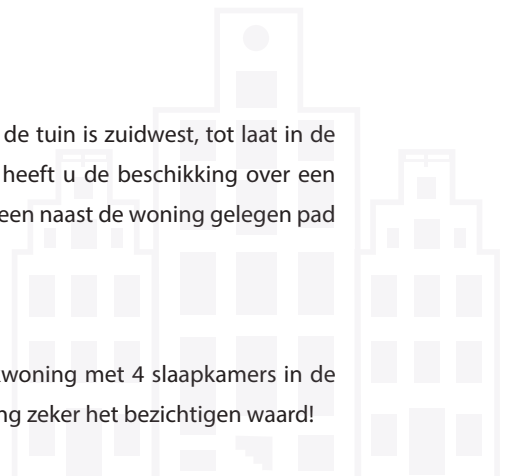 de tuin is zuidwest, tot laat in de
heeft u de beschikking over een
een naast de woning gelegen pad
woning met 4 slaapkamers in de
ng zeker het bezichtigen waard!